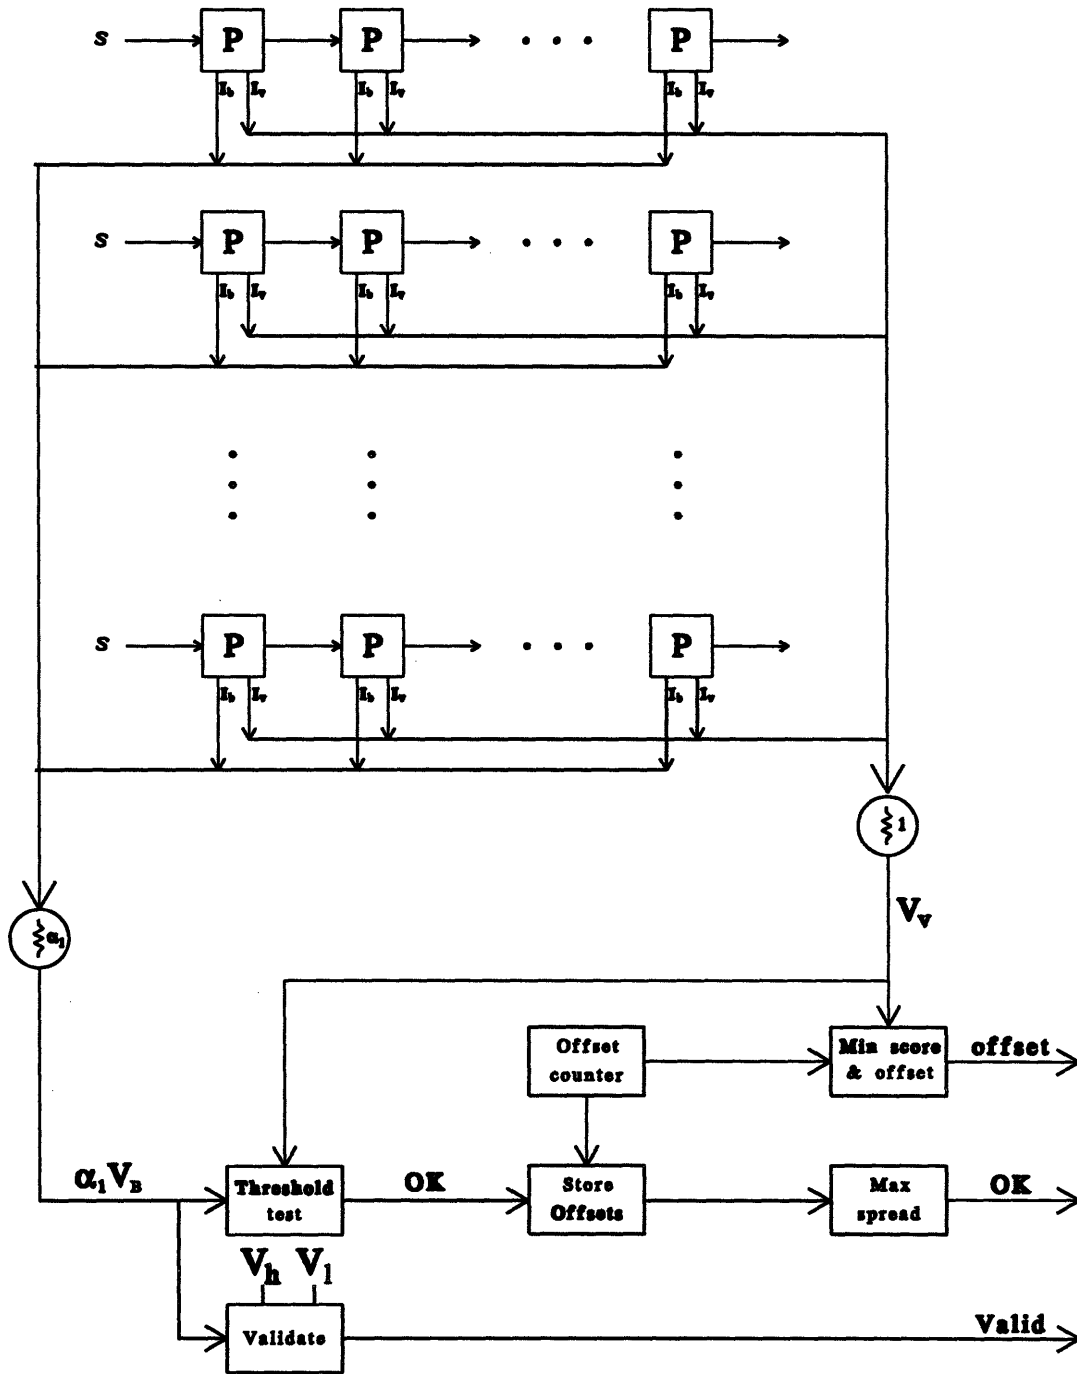 s P P P
I_b I_v I_b I_v I_b I_v
s P P P
I_b I_v I_b I_v I_b I_v
s P P P
I_b I_v I_b I_v I_b I_v
1
V_v
α₁
Offset
counter
Min score
& offset
offset
α₁V_B
Threshold
test
OK
Store
Offsets
Max
spread
OK
V_h V_l
Validate
Valid